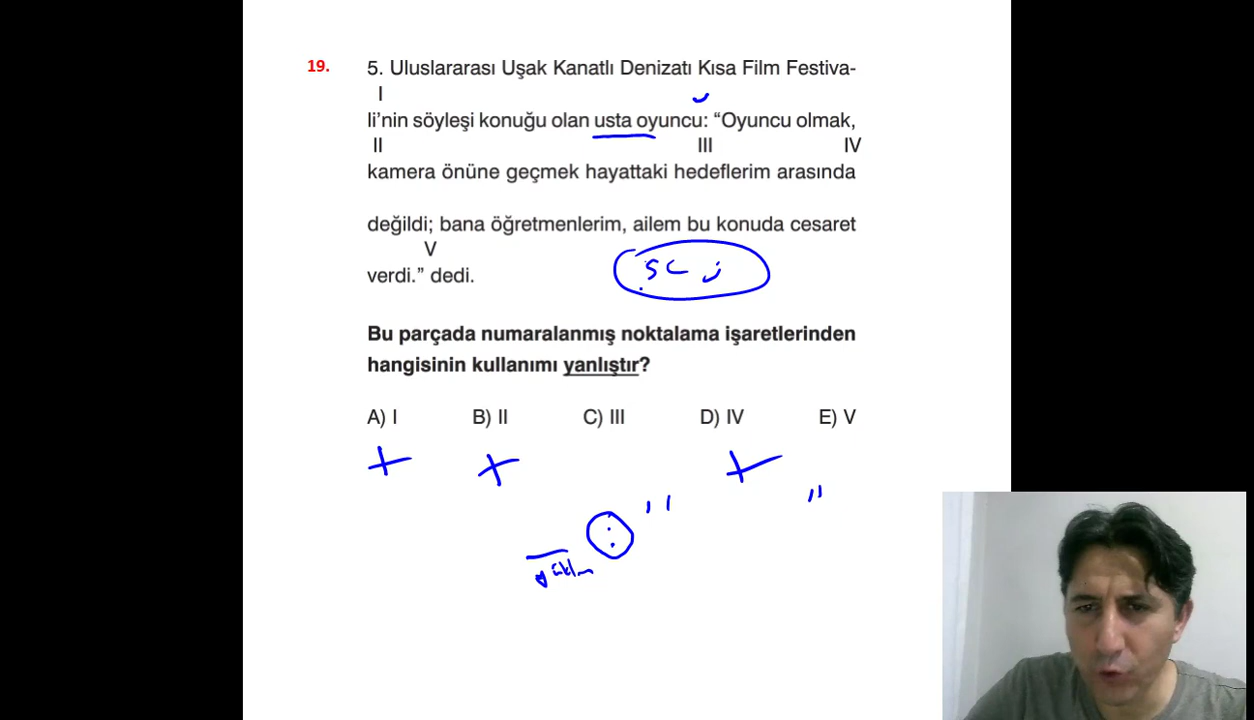 19.
5. Uluslararası Uşak Kanatlı Denizatı Kısa Film Festiva-
I
li’nin söyleşi konuğu olan usta oyuncu: “Oyuncu olmak,
II III IV
kamera önüne geçmek hayattaki hedeflerim arasında
değildi; bana öğretmenlerim, ailem bu konuda cesaret
V
verdi.” dedi.
Bu parçada numaralanmış noktalama işaretlerinden
hangisinin kullanımı yanlıştır?
A) I B) II C) III D) IV E) V